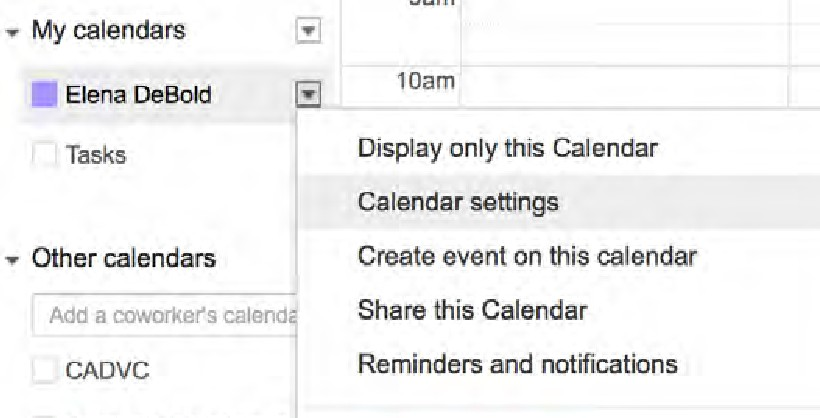 My calendars
Elena DeBold
Tasks
Other calendars
Add a coworker's calenda
CADVC
10am
Display only this Calendar
Calendar settings
Create event on this calendar
Share this Calendar
Reminders and notifications